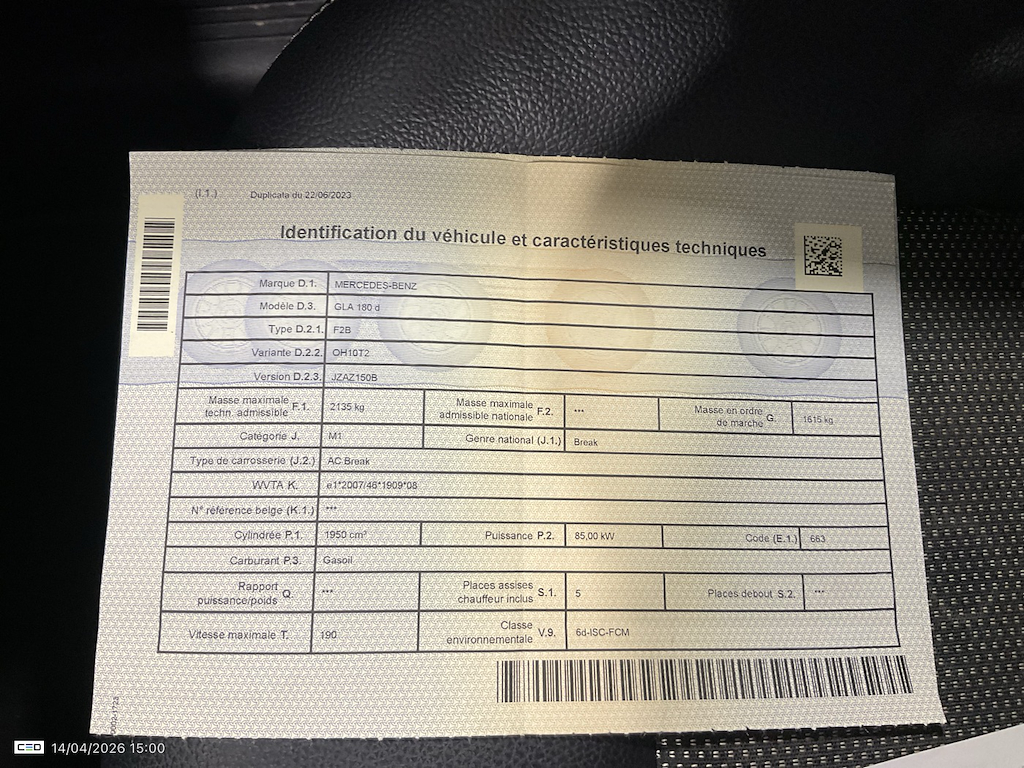 (I.1.) Duplicata du 22/06/2023
Identification du véhicule et caractéristiques techniques
Marque D.1. MERCEDES-BENZ
Modèle D.3. GLA 180 d
Type D.2.1. F2B
Variante D.2.2. OH10T2
Version D.2.3. JZAZ150B
Masse maximale techn. admissible F.1. 2135 kg Masse maximale admissible nationale F.2. *** Masse en ordre de marche G. 1615 kg
Catégorie J. M1 Genre national (J.1.) Break
Type de carrosserie (J.2.) AC Break
WVTA K. e1*2007/46*1909*08
N° référence belge (K.1.) ***
Cylindrée P.1. 1950 cm³ Puissance P.2. 85,00 kW Code (E.1.) 663
Carburant P.3. Gasoil
Rapport puissance/poids Q. *** Places assises chauffeur inclus S.1. 5 Places debout S.2. ***
Vitesse maximale T. 190 Classe environnementale V.9. 6d-ISC-FCM
14/04/2026 15:00